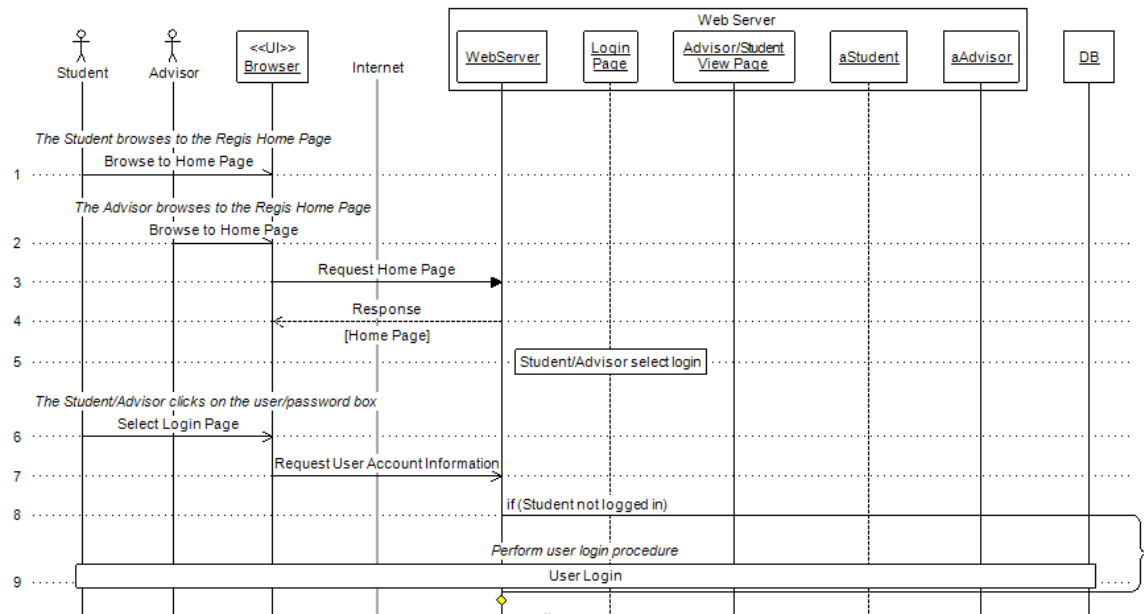 Web Server
Student
Advisor
<<UI>>
Browser
Internet
WebServer
Login
Page
Advisor/Student
View Page
aStudent
aAdvisor
DB
The Student browses to the Regis Home Page
Browse to Home Page
1
The Advisor browses to the Regis Home Page
Browse to Home Page
2
Request Home Page
3
Response
4
[Home Page]
5
Student/Advisor select login
The Student/Advisor clicks on the user/password box
Select Login Page
6
Request User Account Information
7
if (Student not logged in)
8
Perform user login procedure
User Login
9